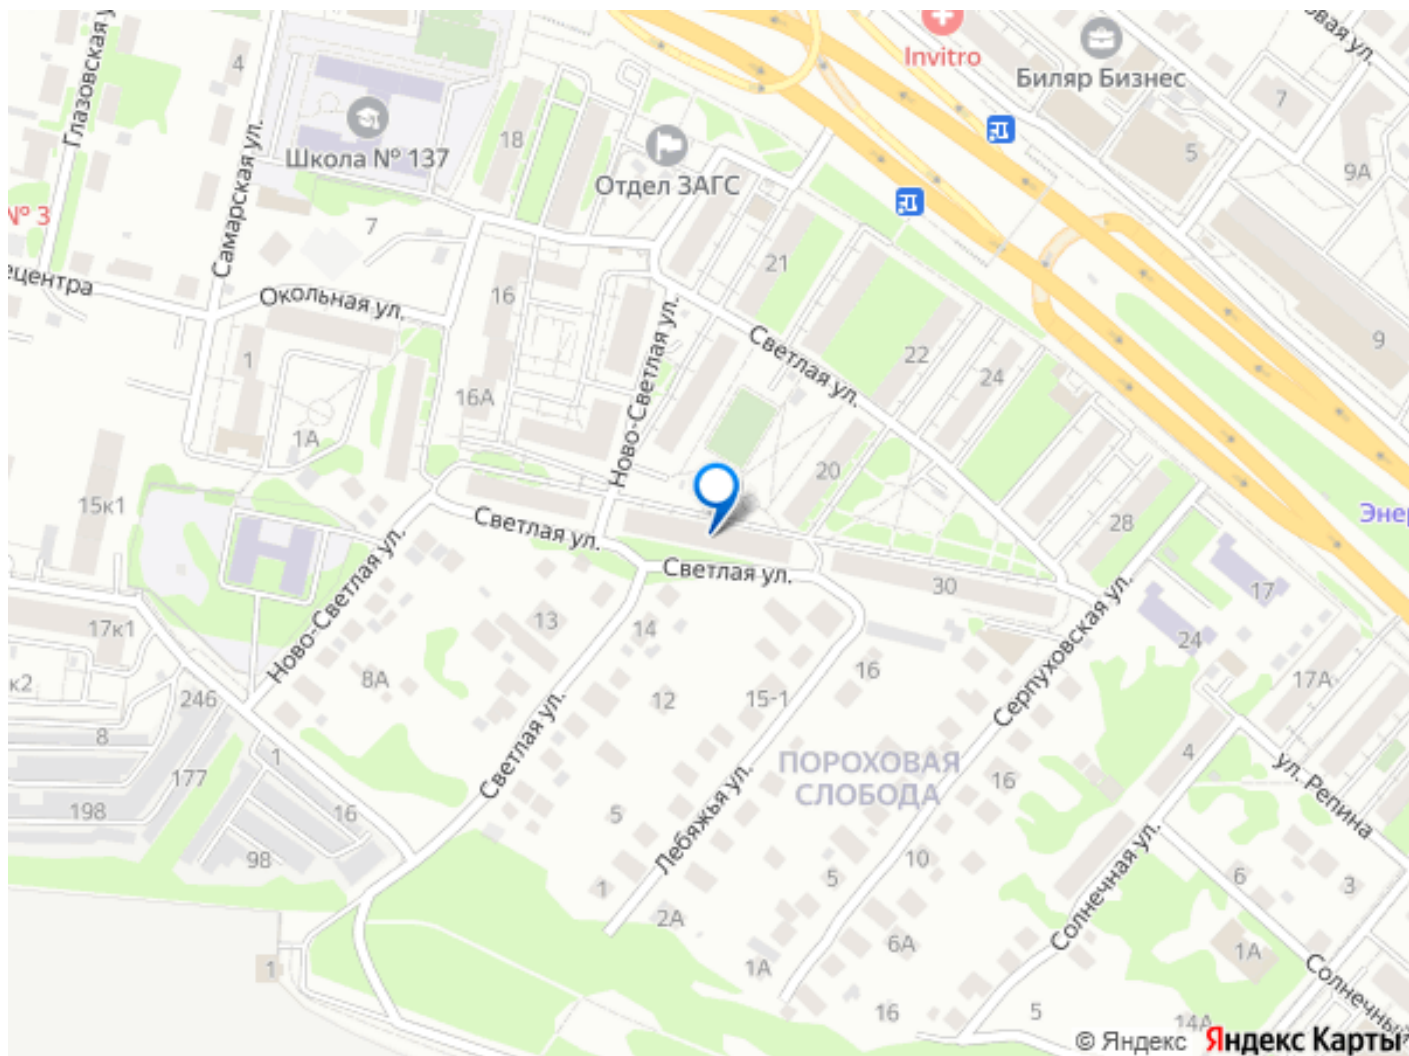 Глазовская у
4
Invitro
Биляр Бизнес
овая ул.
Самарская ул.
Школа № 137
18
Отдел ЗАГС
7
5
9А
№ 3
7
ецентра
Окольная ул.
16
21
Ново-Светлая ул.
Светлая ул.
22
24
9
1
16А
1А
20
15к1
Светлая ул.
28
Энер
Светлая ул.
30
17
Ново-Светлая ул.
17к1
13
14
24
Серпуховская ул.
к2
246
8А
12
15-1
16
17А
8
1
177
Светлая ул.
ПОРОХОВАЯ
СЛОБОДА
16
4
ул. Репина
198
16
5
Лебяжья ул.
98
10
Солнечная ул.
1
5
6
3
2А
6А
1А
1
1А
Солнечный
16
5
14А
© Яндекс Яндекс Карты